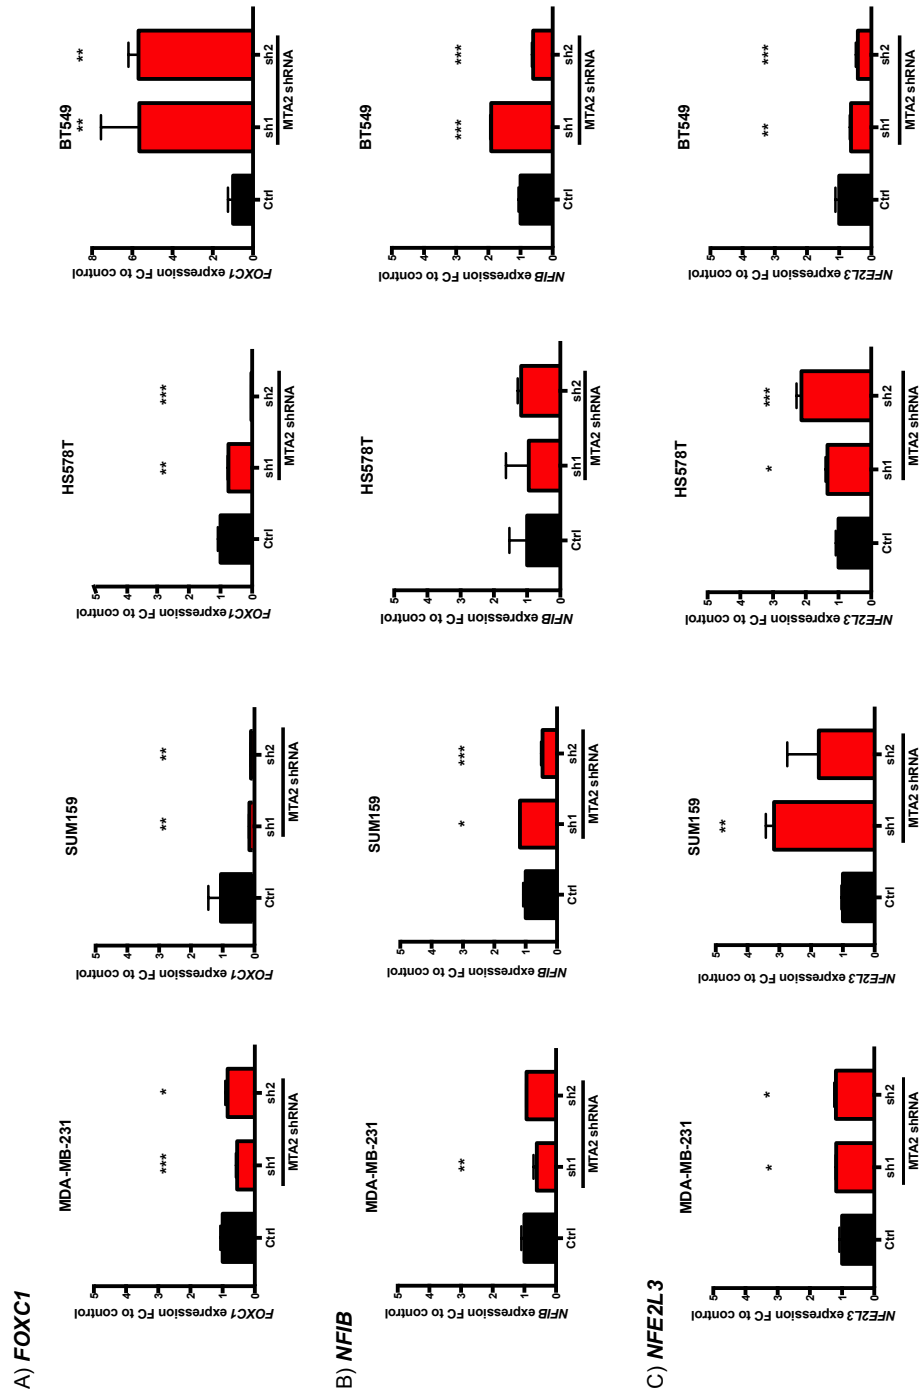 A) FOXC1
MDA-MB-231
FOXC1 expression FC to control
5
4
3
2
1
0
***
*
Ctrl
sh1
sh2
MTA2 shRNA
SUM159
FOXC1 expression FC to control
5
4
3
2
1
0
**
**
Ctrl
sh1
sh2
MTA2 shRNA
HS578T
FOXC1 expression FC to control
5
4
3
2
1
0
**
***
Ctrl
sh1
sh2
MTA2 shRNA
BT549
FOXC1 expression FC to control
8
6
4
2
0
**
**
Ctrl
sh1
sh2
MTA2 shRNA
B) NFIB
MDA-MB-231
NFIB expression FC to control
5
4
3
2
1
0
**
Ctrl
sh1
sh2
MTA2 shRNA
SUM159
NFIB expression FC to control
5
4
3
2
1
0
*
***
Ctrl
sh1
sh2
MTA2 shRNA
HS578T
NFIB expression FC to control
5
4
3
2
1
0
Ctrl
sh1
sh2
MTA2 shRNA
BT549
NFIB expression FC to control
5
4
3
2
1
0
***
***
Ctrl
sh1
sh2
MTA2 shRNA
C) NFE2L3
MDA-MB-231
NFE2L3 expression FC to control
5
4
3
2
1
0
*
*
Ctrl
sh1
sh2
MTA2 shRNA
SUM159
NFE2L3 expression FC to control
5
4
3
2
1
0
**
Ctrl
sh1
sh2
MTA2 shRNA
HS578T
NFE2L3 expression FC to control
5
4
3
2
1
0
*
***
Ctrl
sh1
sh2
MTA2 shRNA
BT549
NFE2L3 expression FC to control
5
4
3
2
1
0
**
***
Ctrl
sh1
sh2
MTA2 shRNA